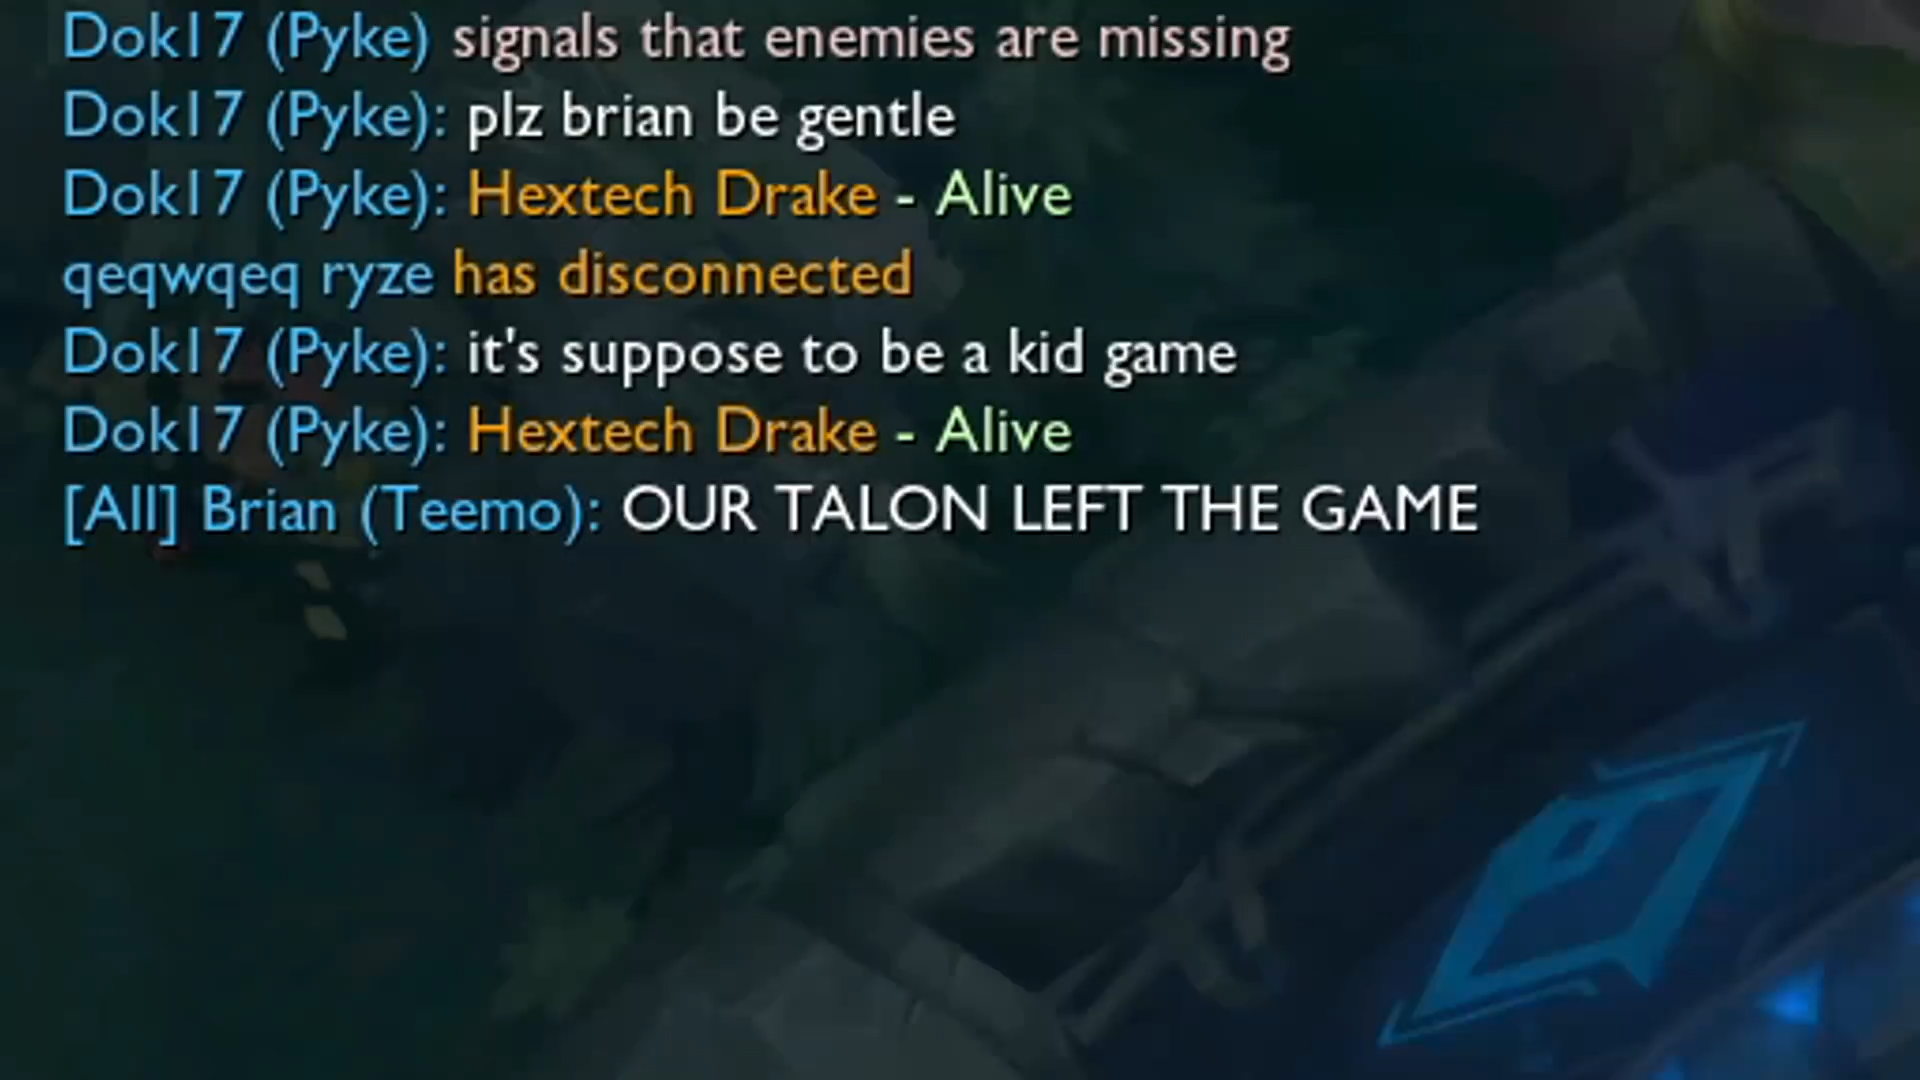 Dok17 (Pyke) signals that enemies are missing
Dok17 (Pyke): plz brian be gentle
Dok17 (Pyke): Hextech Drake - Alive
qeqwqeq ryze has disconnected
Dok17 (Pyke): it's suppose to be a kid game
Dok17 (Pyke): Hextech Drake - Alive
[All] Brian (Teemo): OUR TALON LEFT THE GAME